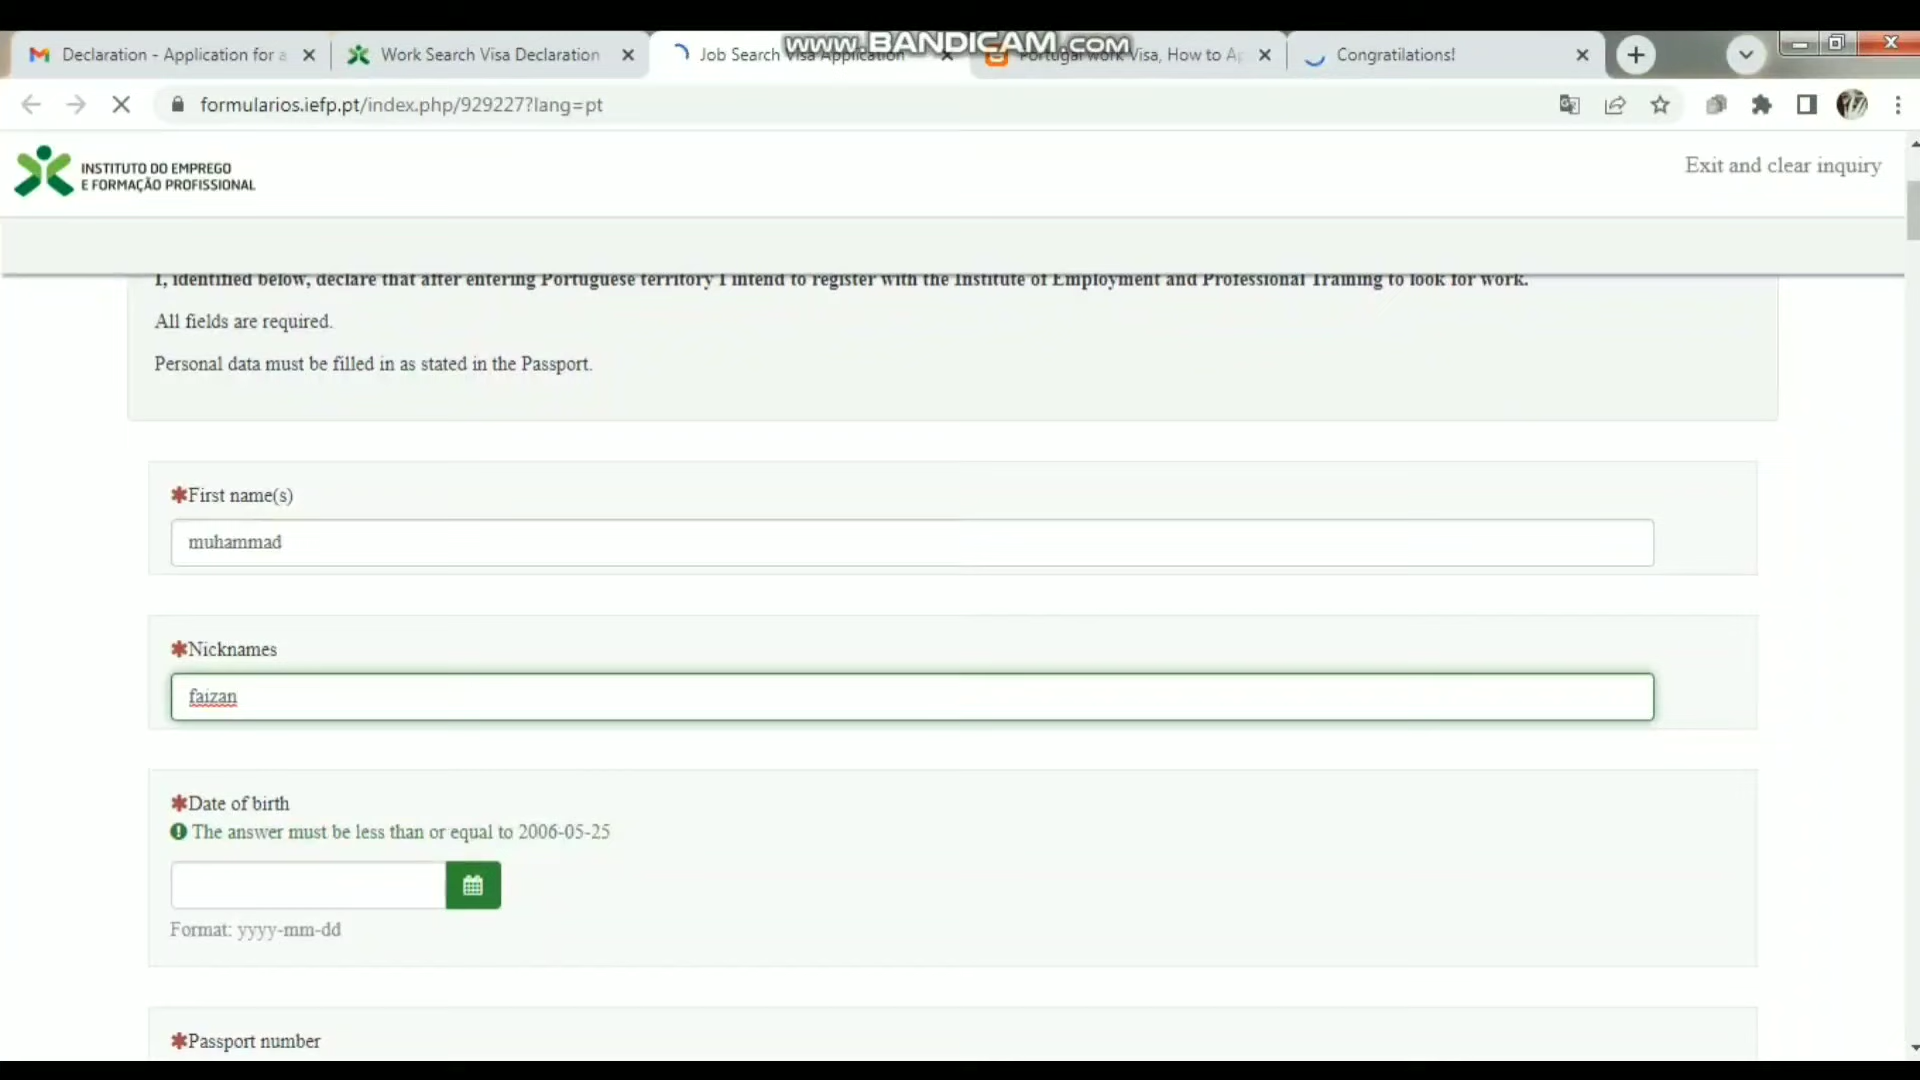 www.BANDICAM.COM
Declaration - Application for a
Work Search Visa Declaration
Job Search Visa Application
Portugal work Visa, How to Ap
Congratilations!
formularios.iefp.pt/index.php/929227?lang=pt
INSTITUTO DO EMPREGO
E FORMAÇÃO PROFISSIONAL
Exit and clear inquiry
I, identified below, declare that after entering Portuguese territory I intend to register with the Institute of Employment and Professional Training to look for work.
All fields are required.
Personal data must be filled in as stated in the Passport.
✱First name(s)
muhammad
✱Nicknames
faizan
✱Date of birth
The answer must be less than or equal to 2006-05-25
Format: yyyy-mm-dd
✱Passport number